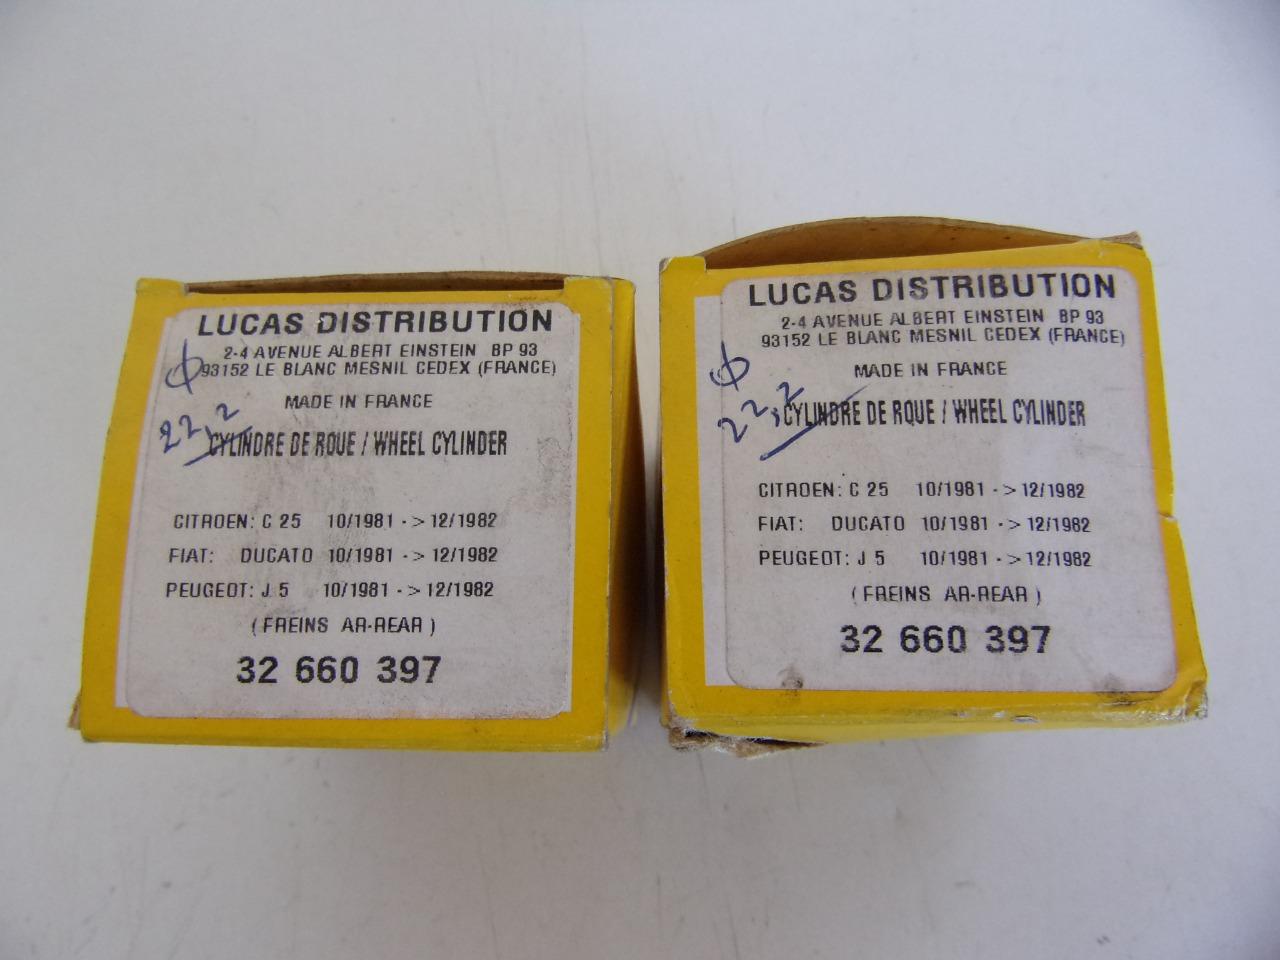 LUCAS DISTRIBUTION
2-4 AVENUE ALBERT EINSTEIN BP 93
93152 LE BLANC MESNIL CEDEX (FRANCE)
MADE IN FRANCE
Φ
22,2
CYLINDRE DE ROUE / WHEEL CYLINDER
CITROEN: C 25 10/1981 -> 12/1982
FIAT: DUCATO 10/1981 -> 12/1982
PEUGEOT: J 5 10/1981 -> 12/1982
( FREINS AR-REAR )
32 660 397
LUCAS DISTRIBUTION
2-4 AVENUE ALBERT EINSTEIN BP 93
93152 LE BLANC MESNIL CEDEX (FRANCE)
MADE IN FRANCE
Φ
22,2
CYLINDRE DE ROUE / WHEEL CYLINDER
CITROEN: C 25 10/1981 -> 12/1982
FIAT: DUCATO 10/1981 -> 12/1982
PEUGEOT: J 5 10/1981 -> 12/1982
( FREINS AR-REAR )
32 660 397